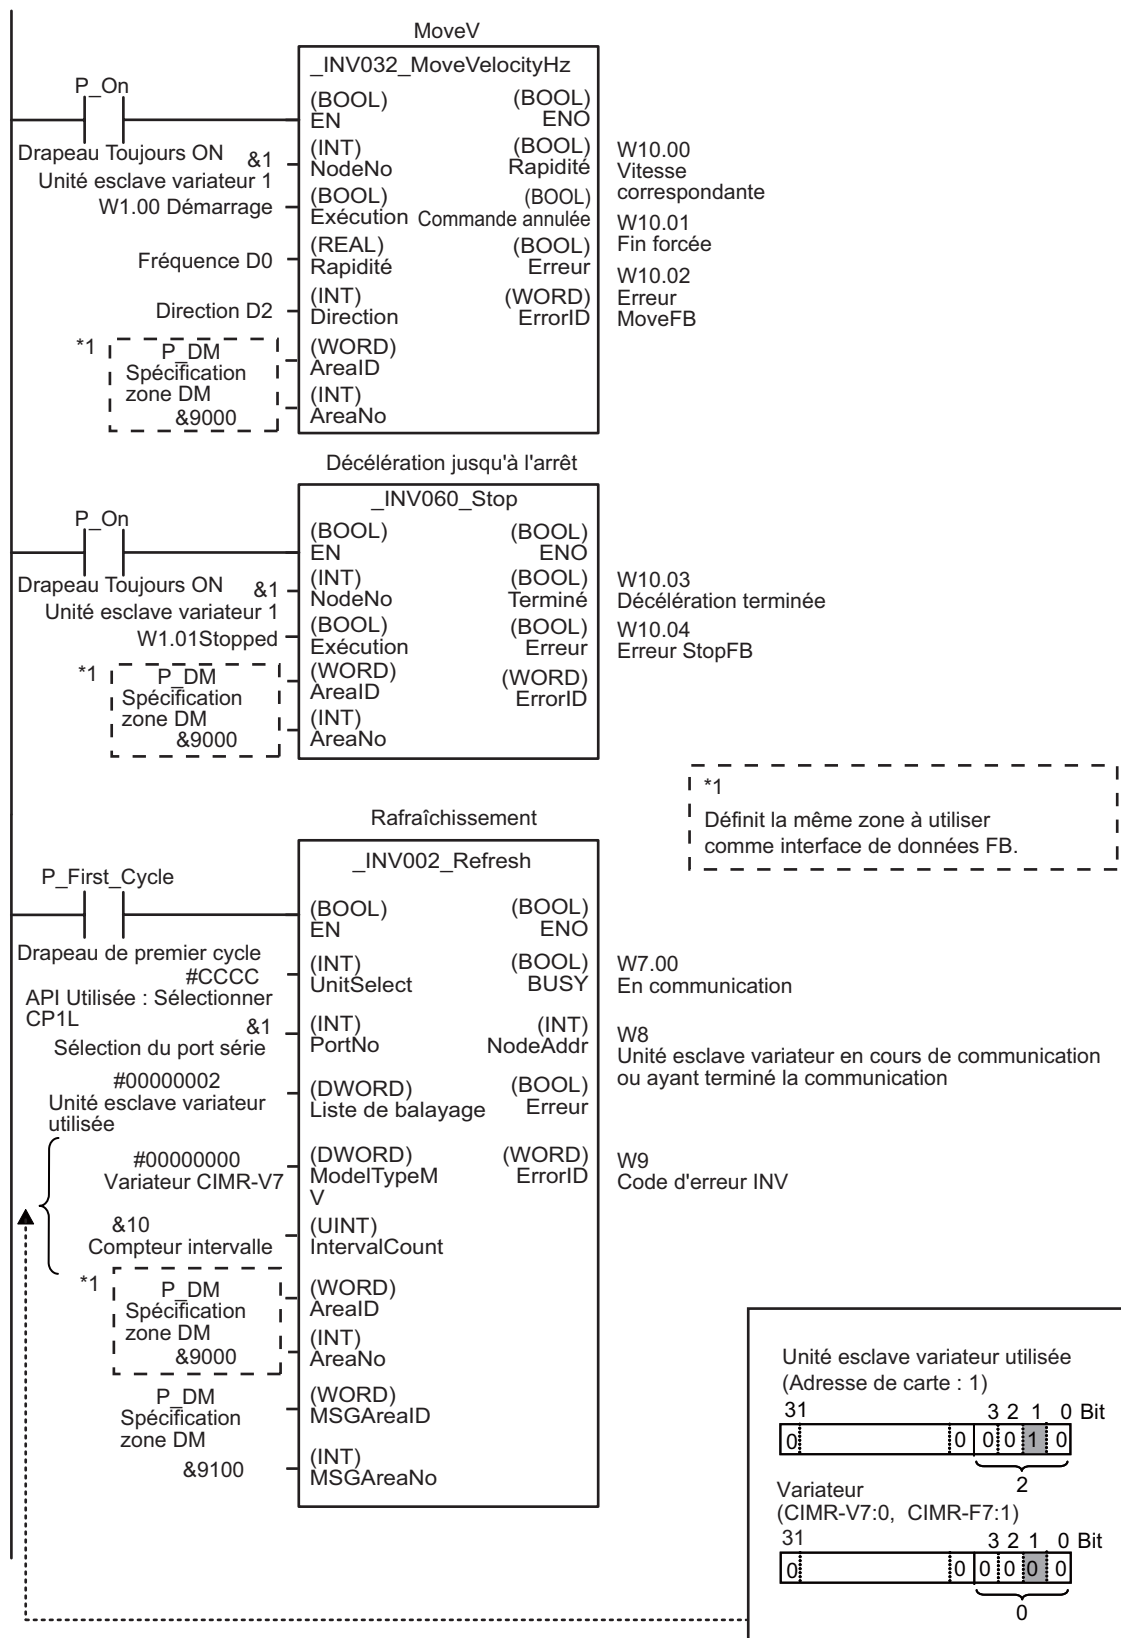 MoveV
_INV032_MoveVelocityHz
P_On
(BOOL)
EN
(BOOL)
ENO
Drapeau Toujours ON
&1
Unité esclave variateur 1
(INT)
NodeNo
(BOOL)
Rapidité
W10.00
Vitesse
correspondante
W1.00 Démarrage
(BOOL)
Exécution
(BOOL)
Commande annulée
W10.01
Fin forcée
Fréquence D0
(REAL)
Rapidité
(BOOL)
Erreur
W10.02
Erreur
MoveFB
Direction D2
(INT)
Direction
(WORD)
ErrorID
*1
P_DM
Spécification
zone DM
&9000
(WORD)
AreaID
(INT)
AreaNo
Décélération jusqu'à l'arrêt
_INV060_Stop
P_On
(BOOL)
EN
(BOOL)
ENO
Drapeau Toujours ON
&1
Unité esclave variateur 1
(INT)
NodeNo
(BOOL)
Terminé
W10.03
Décélération terminée
W1.01Stopped
(BOOL)
Exécution
(BOOL)
Erreur
W10.04
Erreur StopFB
*1
P_DM
Spécification
zone DM
&9000
(WORD)
AreaID
(WORD)
ErrorID
(INT)
AreaNo
*1
Définit la même zone à utiliser
comme interface de données FB.
Rafraîchissement
_INV002_Refresh
P_First_Cycle
(BOOL)
EN
(BOOL)
ENO
Drapeau de premier cycle
#CCCC
API Utilisée : Sélectionner
CP1L
(INT)
UnitSelect
(BOOL)
BUSY
W7.00
En communication
&1
Sélection du port série
(INT)
PortNo
(INT)
NodeAddr
W8
Unité esclave variateur en cours de communication
ou ayant terminé la communication
#00000002
Unité esclave variateur
utilisée
(DWORD)
Liste de balayage
(BOOL)
Erreur
#00000000
Variateur CIMR-V7
(DWORD)
ModelTypeM
V
(WORD)
ErrorID
W9
Code d'erreur INV
&10
Compteur intervalle
(UINT)
IntervalCount
*1
P_DM
Spécification
zone DM
&9000
(WORD)
AreaID
(INT)
AreaNo
P_DM
Spécification
zone DM
(WORD)
MSGAreaID
&9100
(INT)
MSGAreaNo
Unité esclave variateur utilisée
(Adresse de carte : 1)
31 3 2 1 0 Bit
0 0 0 0 1 0
2
Variateur
(CIMR-V7:0, CIMR-F7:1)
31 3 2 1 0 Bit
0 0 0 0 0 0
0